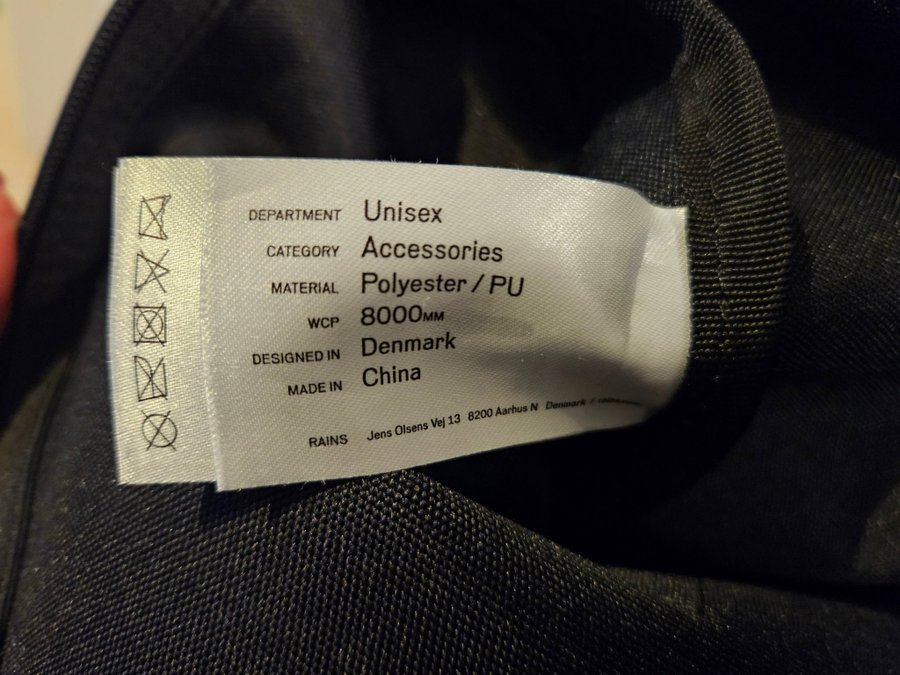 DEPARTMENT Unisex
CATEGORY Accessories
MATERIAL Polyester / PU
WCP 8000MM
DESIGNED IN Denmark
MADE IN China
RAINS Jens Olsens Vej 13 8200 Aarhus N Denmark /